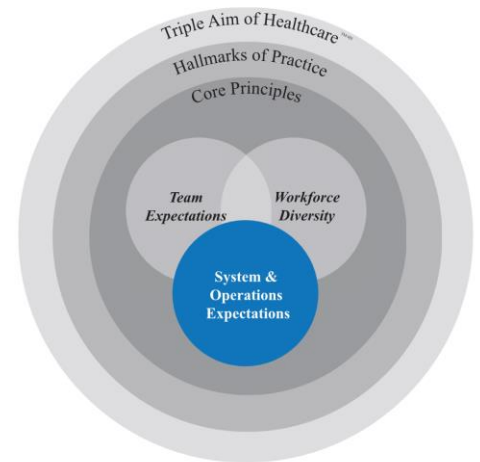 Triple Aim of Healthcare
Hallmarks of Practice
Core Principles
Team
Expectations
Workforce
Diversity
System &
Operations
Expectations